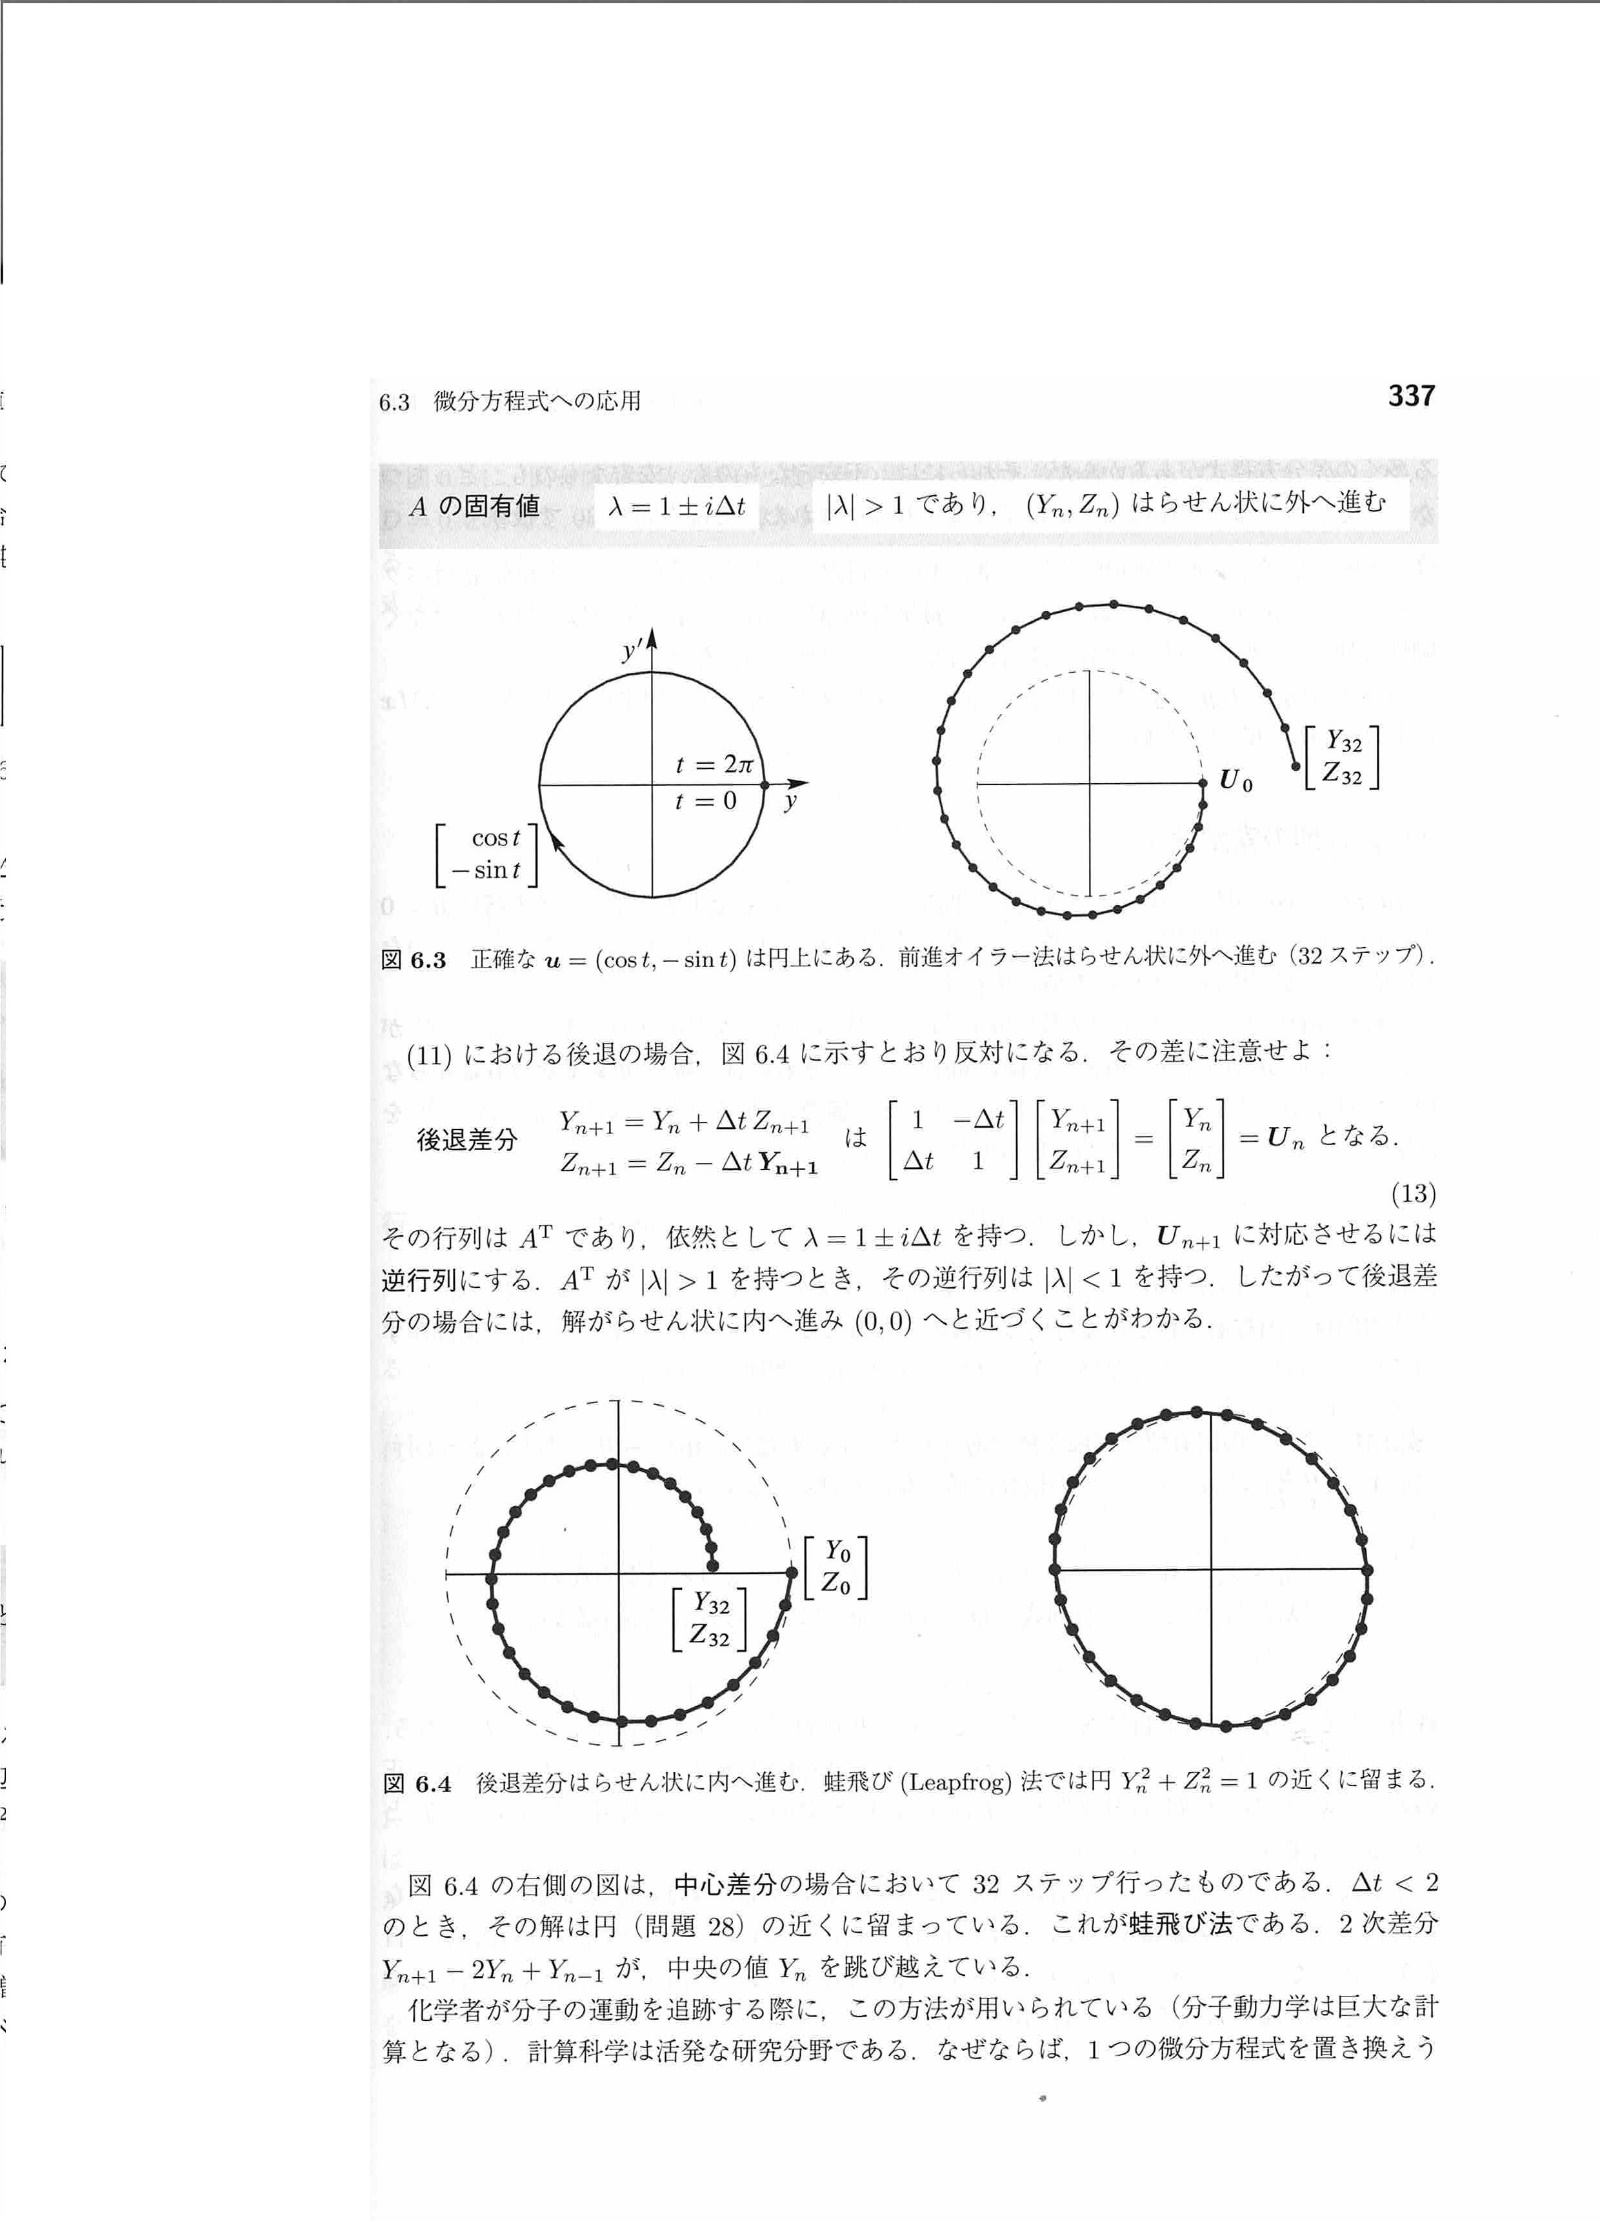 6.3 微分方程式への応用
337
A の固有値 λ = 1 ± iΔt |λ| > 1 であり，(Yn, Zn) はらせん状に外へ進む
y′
t = 2π
t = 0
y
[cos t
− sin t]
U0
[Y32
Z32]
図 6.3 正確な u = (cos t, − sin t) は円上にある．前進オイラー法はらせん状に外へ進む（32 ステップ）．
(11) における後退の場合，図 6.4 に示すとおり反対になる．その差に注意せよ：
後退差分 Yn+1 = Yn + Δt Zn+1 Zn+1 = Zn − Δt Yn+1 は [1 −Δt; Δt 1] [Yn+1; Zn+1] = [Yn; Zn] = Un となる．
(13)
その行列は A^T であり，依然として λ = 1 ± iΔt を持つ．しかし，Un+1 に対応させるには
逆行列にする．A^T が |λ| > 1 を持つとき，その逆行列は |λ| < 1 を持つ．したがって後退差
分の場合には，解がらせん状に内へ進み (0, 0) へと近づくことがわかる．
[Y0
Z0]
[Y32
Z32]
図 6.4 後退差分はらせん状に内へ進む．蛙飛び (Leapfrog) 法では円 Yn² + Zn² = 1 の近くに留まる．
図 6.4 の右側の図は，中心差分の場合において 32 ステップ行ったものである．Δt < 2
のとき，その解は円（問題 28）の近くに留まっている．これが蛙飛び法である．2 次差分
Yn+1 − 2Yn + Yn−1 が，中央の値 Yn を跳び越えている．
化学者が分子の運動を追跡する際に，この方法が用いられている（分子動力学は巨大な計
算となる）．計算科学は活発な研究分野である．なぜならば，1 つの微分方程式を置き換えう